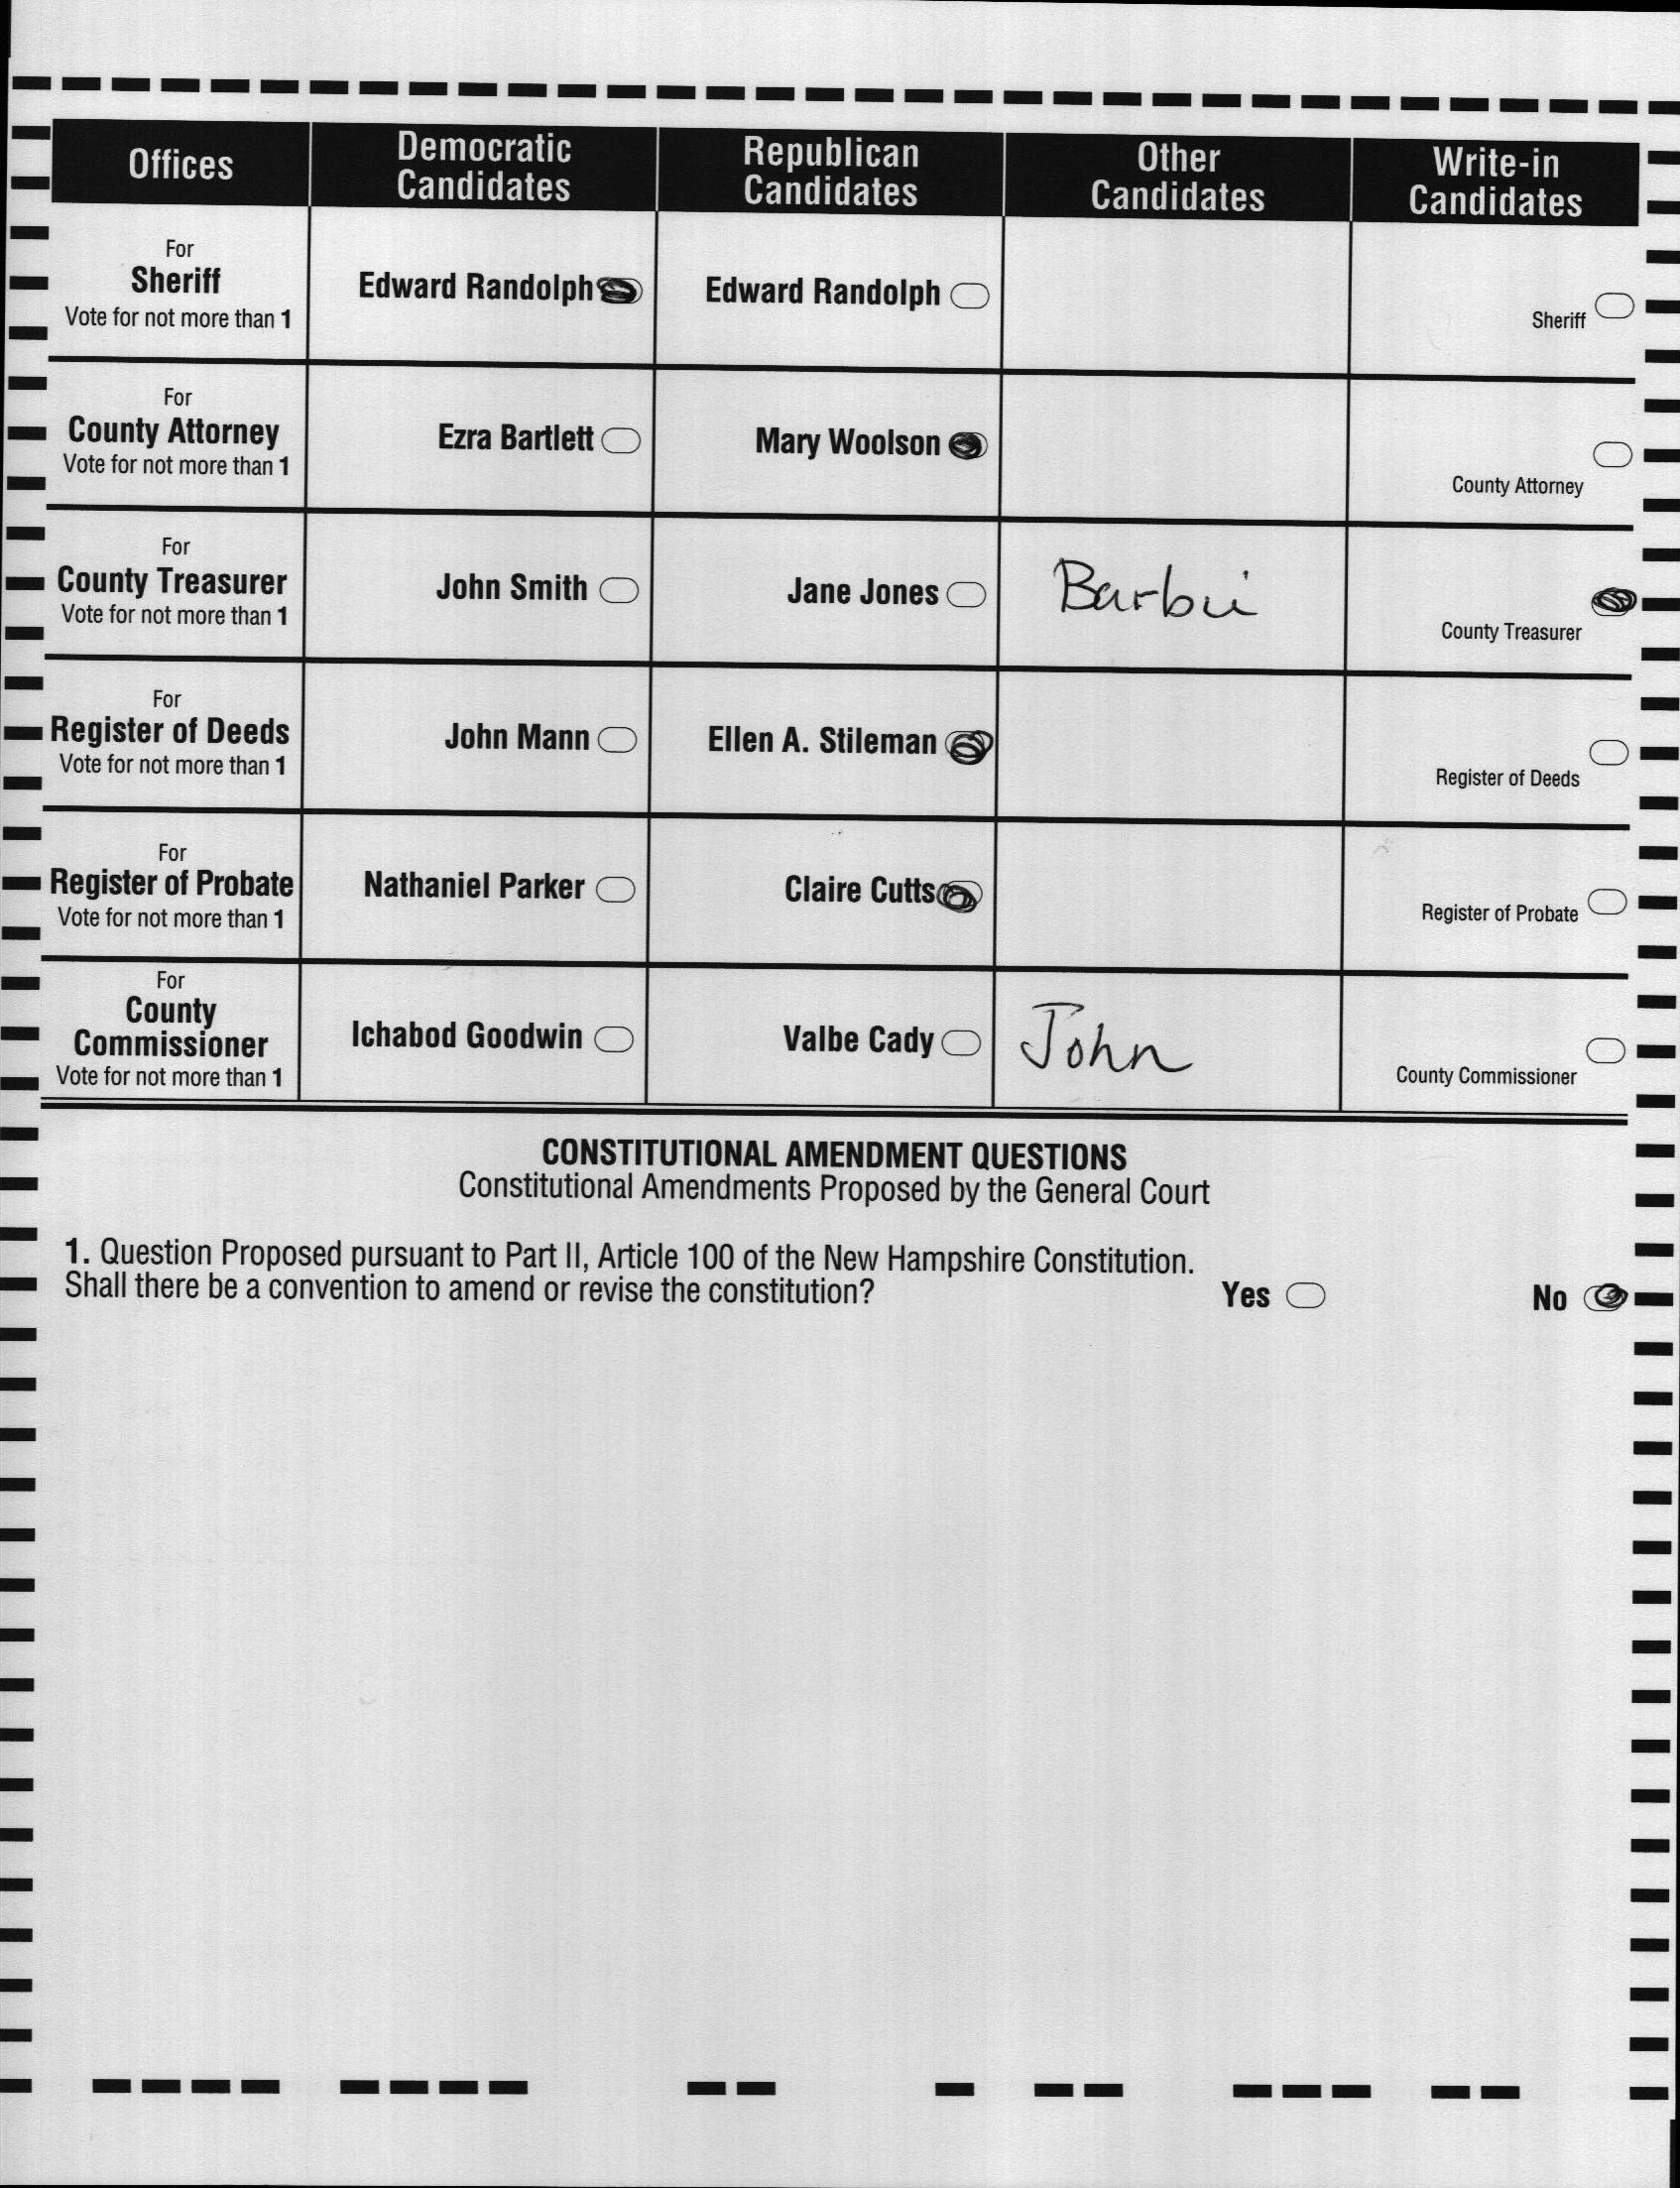 Offices
Democratic Candidates
Republican Candidates
Other Candidates
Write-in Candidates
For
Sheriff
Vote for not more than 1
Edward Randolph
Edward Randolph
Sheriff
For
County Attorney
Vote for not more than 1
Ezra Bartlett
Mary Woolson
County Attorney
For
County Treasurer
Vote for not more than 1
John Smith
Jane Jones
Barbie
County Treasurer
For
Register of Deeds
Vote for not more than 1
John Mann
Ellen A. Stileman
Register of Deeds
For
Register of Probate
Vote for not more than 1
Nathaniel Parker
Claire Cutts
Register of Probate
For
County
Commissioner
Vote for not more than 1
Ichabod Goodwin
Valbe Cady
John
County Commissioner
CONSTITUTIONAL AMENDMENT QUESTIONS
Constitutional Amendments Proposed by the General Court
1. Question Proposed pursuant to Part II, Article 100 of the New Hampshire Constitution.
Shall there be a convention to amend or revise the constitution? Yes No